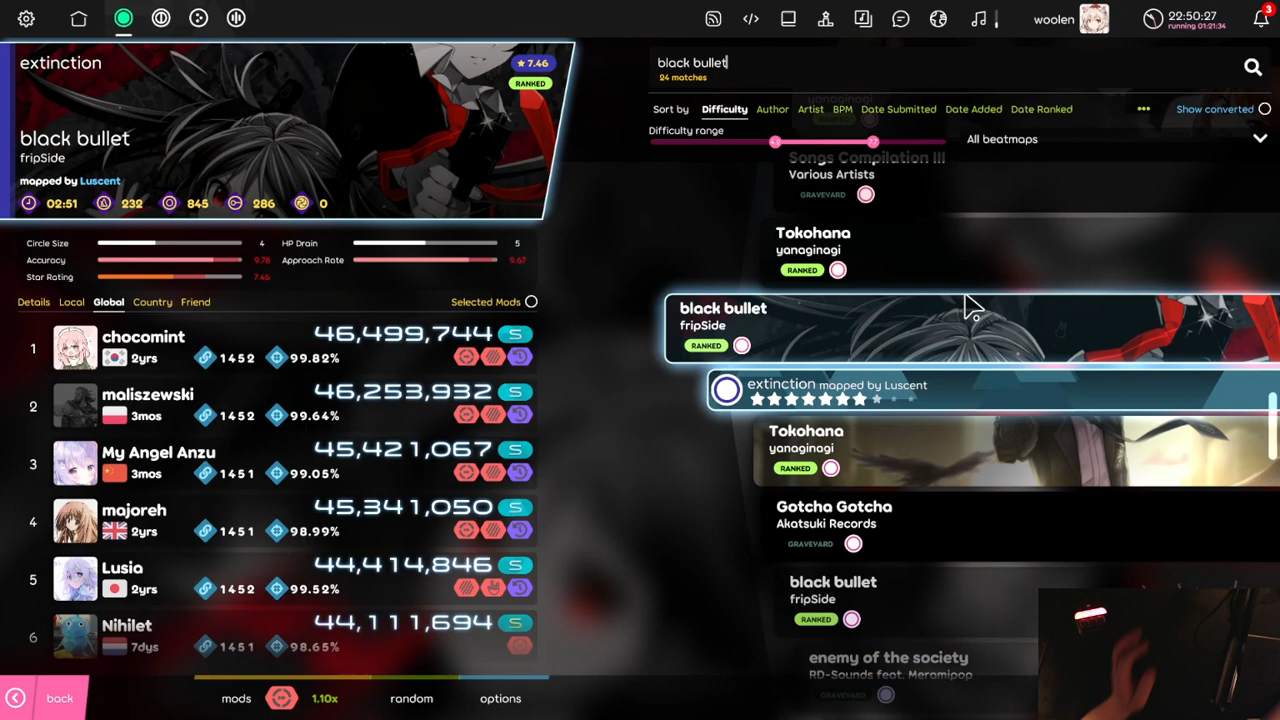 woolen
22:50:27
running 01:21:34
3
extinction
7.46
RANKED
black bullet
fripSide
mapped by Luscent
02:51
232
845
286
0
Circle Size
4
HP Drain
5
Accuracy
9.76
Approach Rate
9.67
Star Rating
7.46
Details
Local
Global
Country
Friend
Selected Mods
1
chocomint
2yrs
1452
99.82%
46,499,744
S
2
maliszewski
3mos
1452
99.64%
46,253,932
S
3
My Angel Anzu
3mos
1451
99.05%
45,421,067
S
4
majoreh
2yrs
1451
98.99%
45,341,050
S
5
Lusia
2yrs
1452
99.52%
44,414,846
S
6
Nihilet
7dys
1451
98.65%
44,111,694
S
back
mods
1.10x
random
options
black bullet
24 matches
Sort by
Difficulty
Author
Artist
BPM
Date Submitted
Date Added
Date Ranked
Show converted
Difficulty range
7.7
All beatmaps
yanaginagi
Songs Compilation III
Various Artists
GRAVEYARD
Tokohana
yanaginagi
RANKED
black bullet
fripSide
RANKED
extinction mapped by Luscent
Tokohana
yanaginagi
RANKED
Gotcha Gotcha
Akatsuki Records
GRAVEYARD
black bullet
fripSide
RANKED
enemy of the society
RD-Sounds feat. Meramipop
GRAVEYARD